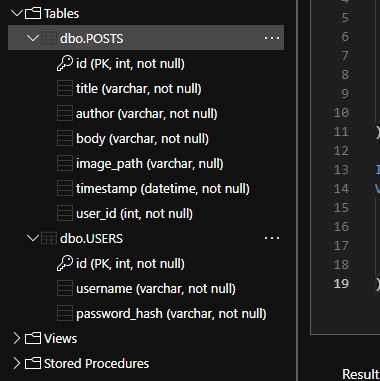 Tables
dbo.POSTS ...
id (PK, int, not null)
title (varchar, not null)
author (varchar, not null)
body (varchar, not null)
image_path (varchar, null)
timestamp (datetime, not null)
user_id (int, not null)
dbo.USERS ...
id (PK, int, not null)
username (varchar, not null)
password_hash (varchar, not null)
Views
Stored Procedures
5
6
7
8
9
10
11 )
12
13 I
14 V
15
16
17
18
19 )
Result